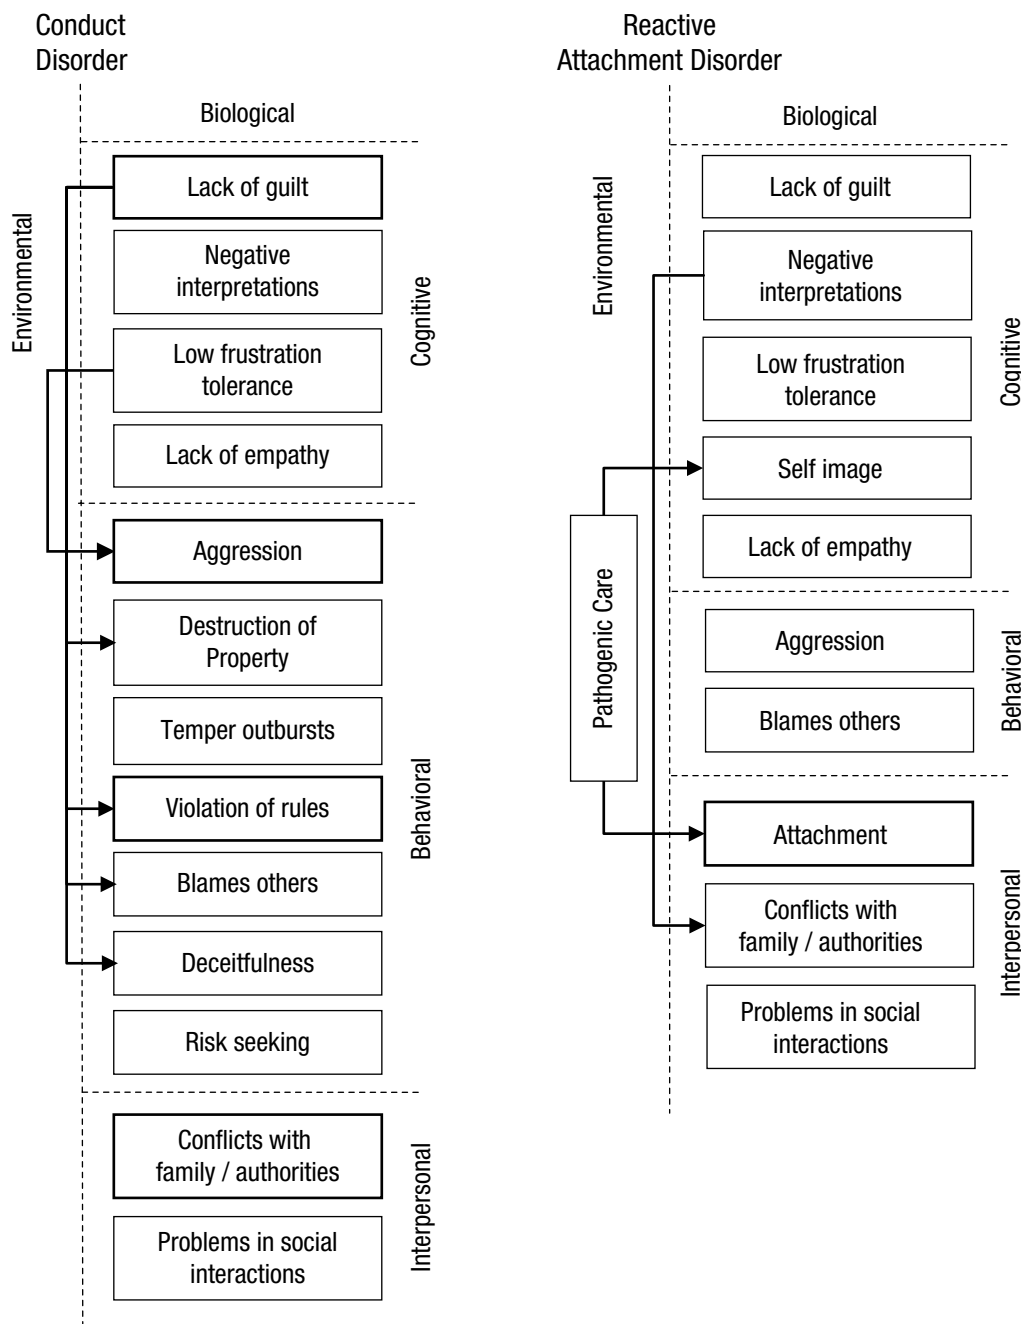 Conduct
Disorder
Biological
Environmental
Lack of guilt
Negative
interpretations
Low frustration
tolerance
Lack of empathy
Cognitive
Aggression
Destruction of
Property
Temper outbursts
Violation of rules
Blames others
Deceitfulness
Risk seeking
Behavioral
Conflicts with
family / authorities
Problems in social
interactions
Interpersonal
Reactive
Attachment Disorder
Biological
Environmental
Lack of guilt
Negative
interpretations
Low frustration
tolerance
Self image
Lack of empathy
Cognitive
Pathogenic Care
Aggression
Blames others
Behavioral
Attachment
Conflicts with
family / authorities
Problems in social
interactions
Interpersonal